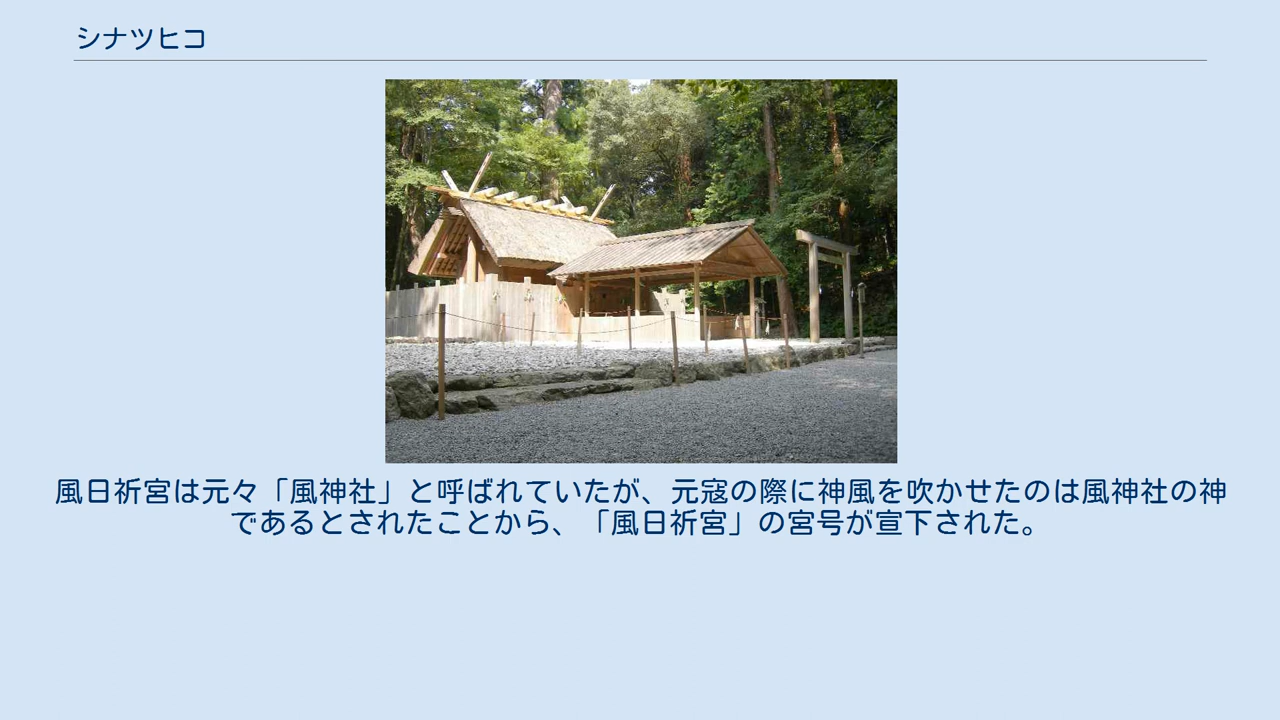 シナツヒコ
風日祈宮は元々「風神社」と呼ばれていたが、元寇の際に神風を吹かせたのは風神社の神
であるとされたことから、「風日祈宮」の宮号が宣下された。